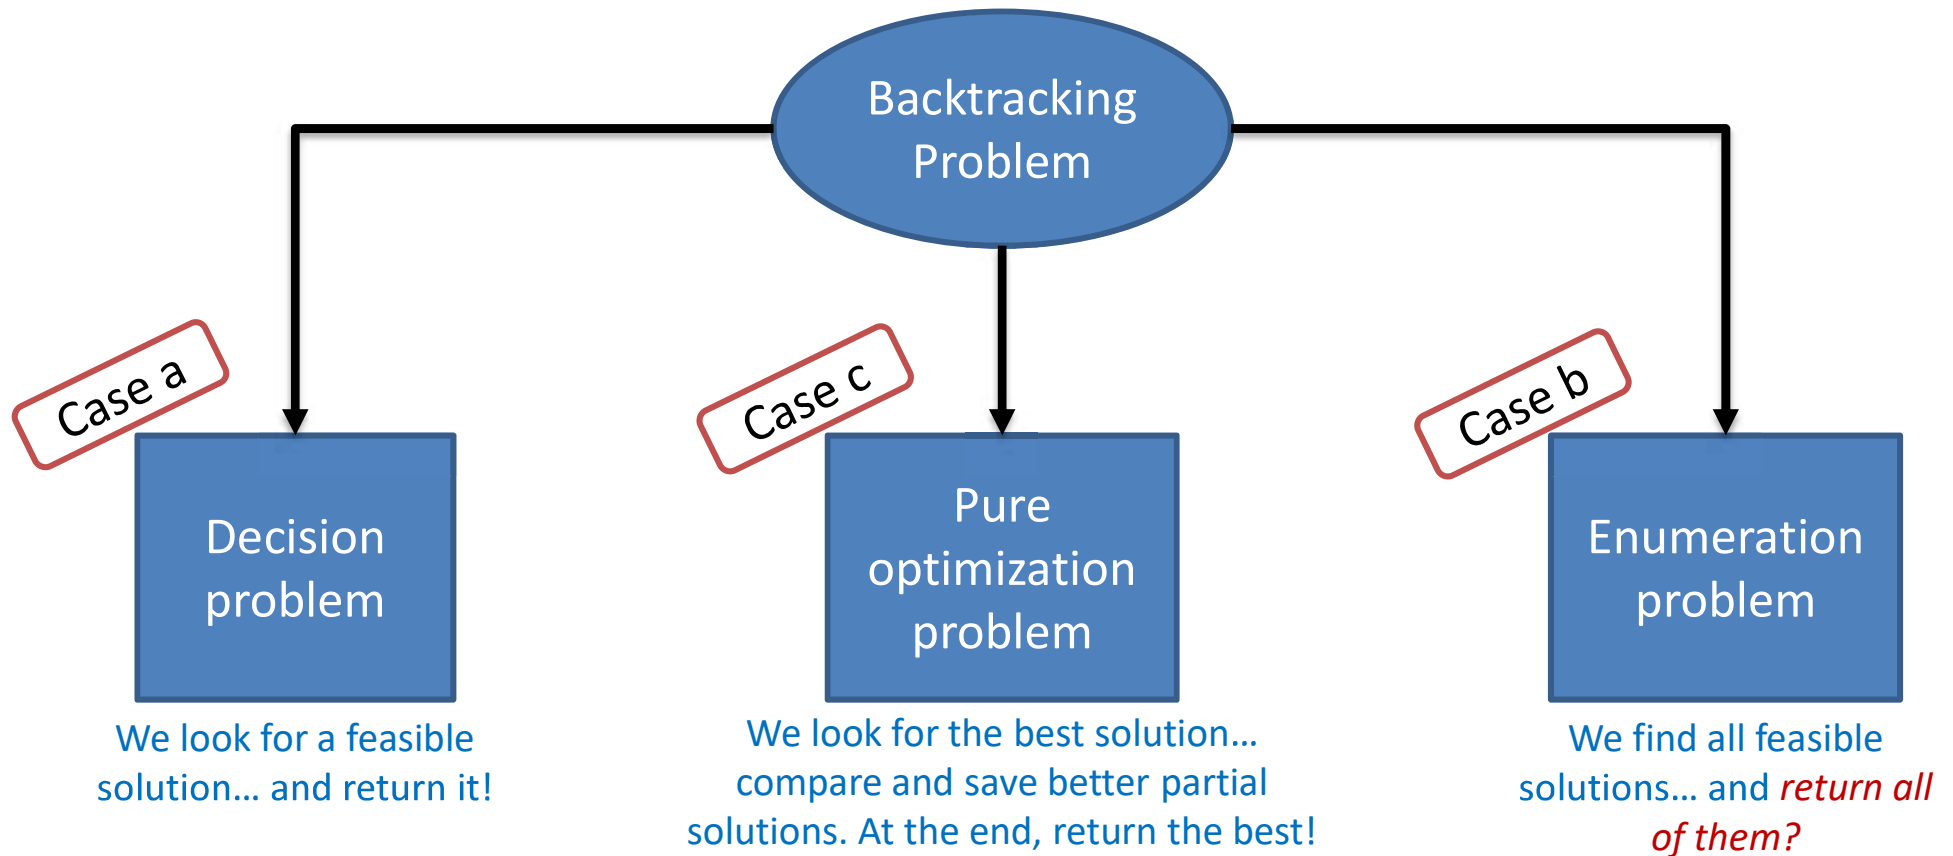 Backtracking
Problem
Case a
Decision
problem
We look for a feasible
solution... and return it!
Case c
Pure
optimization
problem
We look for the best solution…
compare and save better partial
solutions. At the end, return the best!
Case b
Enumeration
problem
We find all feasible
solutions… and return all
of them?